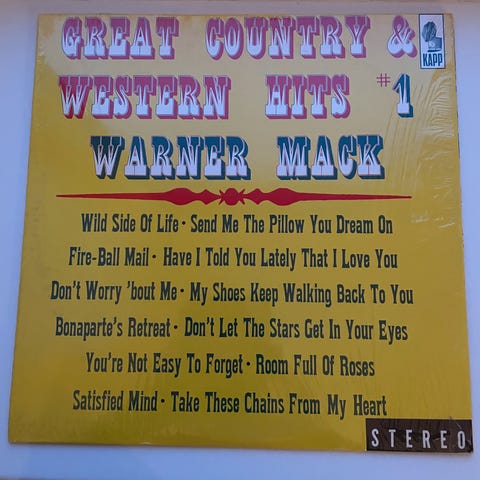 GREAT COUNTRY &
WESTERN HITS #1
KAPP
WARNER MACK
Wild Side Of Life • Send Me The Pillow You Dream On
Fire-Ball Mail • Have I Told You Lately That I Love You
Don't Worry 'bout Me • My Shoes Keep Walking Back To You
Bonaparte's Retreat • Don't Let The Stars Get In Your Eyes
You're Not Easy To Forget • Room Full Of Roses
Satisfied Mind • Take These Chains From My Heart
STEREO